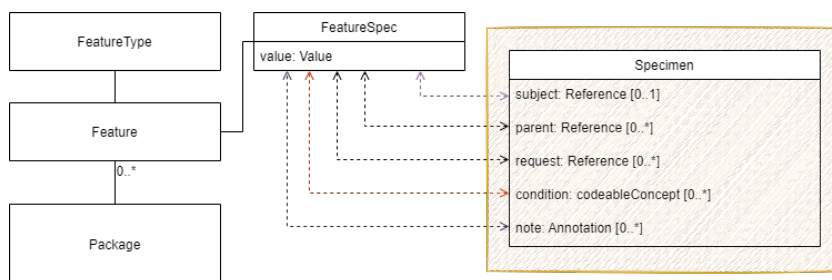 FeatureType
FeatureSpec
value: Value
Feature
0..*
Package
Specimen
subject: Reference [0..1]
parent: Reference [0..*]
request: Reference [0..*]
condition: codeableConcept [0..*]
note: Annotation [0..*]